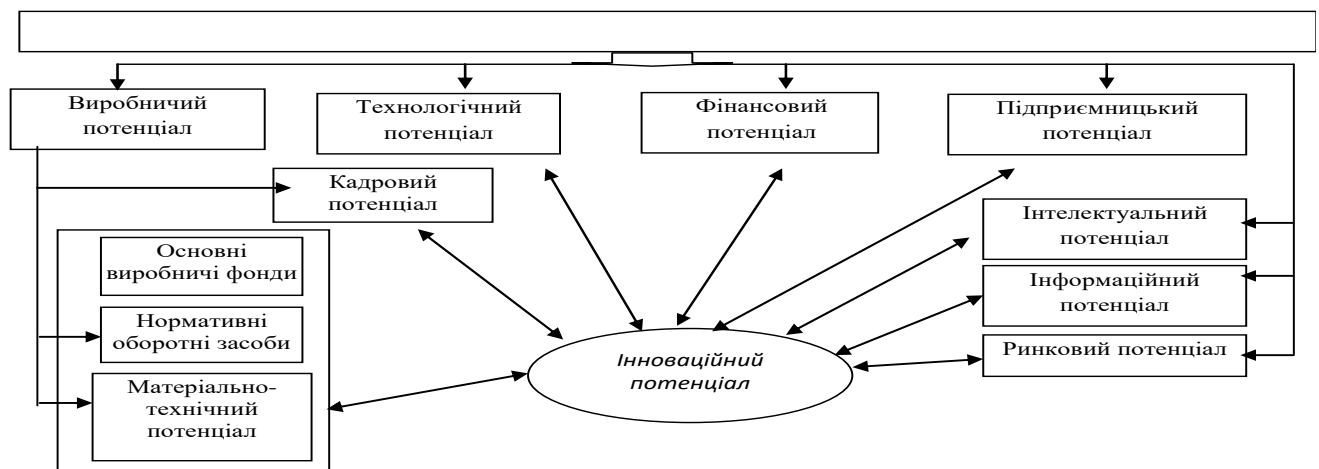 Виробничий
потенціал
Технологічний
потенціал
Фінансовий
потенціал
Підприємницький
потенціал
Кадровий
потенціал
Інтелектуальний
потенціал
Основні
виробничі фонди
Інформаційний
потенціал
Нормативні
оборотні засоби
Ринковий потенціал
Інноваційний
потенціал
Матеріально-
технічний
потенціал